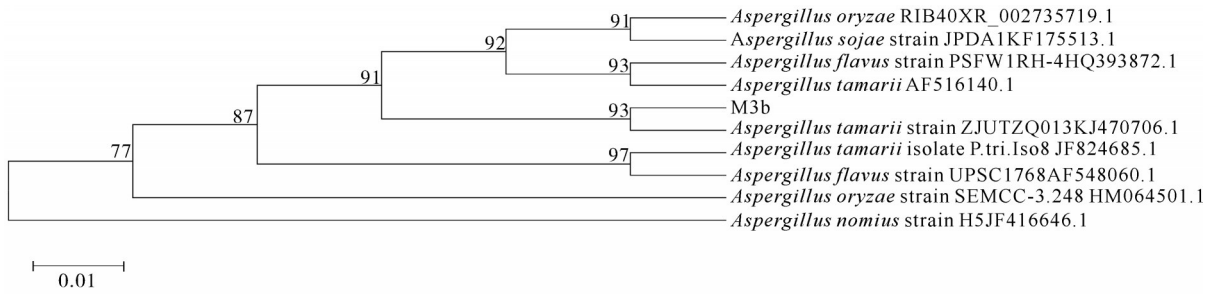 Aspergillus oryzae RIB40XR_002735719.1
91
Aspergillus sojae strain JPDA1KF175513.1
92
Aspergillus flavus strain PSFW1RH-4HQ393872.1
93
91
Aspergillus tamarii AF516140.1
M3b
93
87
Aspergillus tamarii strain ZJUTZQ013KJ470706.1
Aspergillus tamarii isolate P.tri.Iso8 JF824685.1
77
97
Aspergillus flavus strain UPSC1768AF548060.1
Aspergillus oryzae strain SEMCC-3.248 HM064501.1
Aspergillus nomius strain H5JF416646.1
0.01